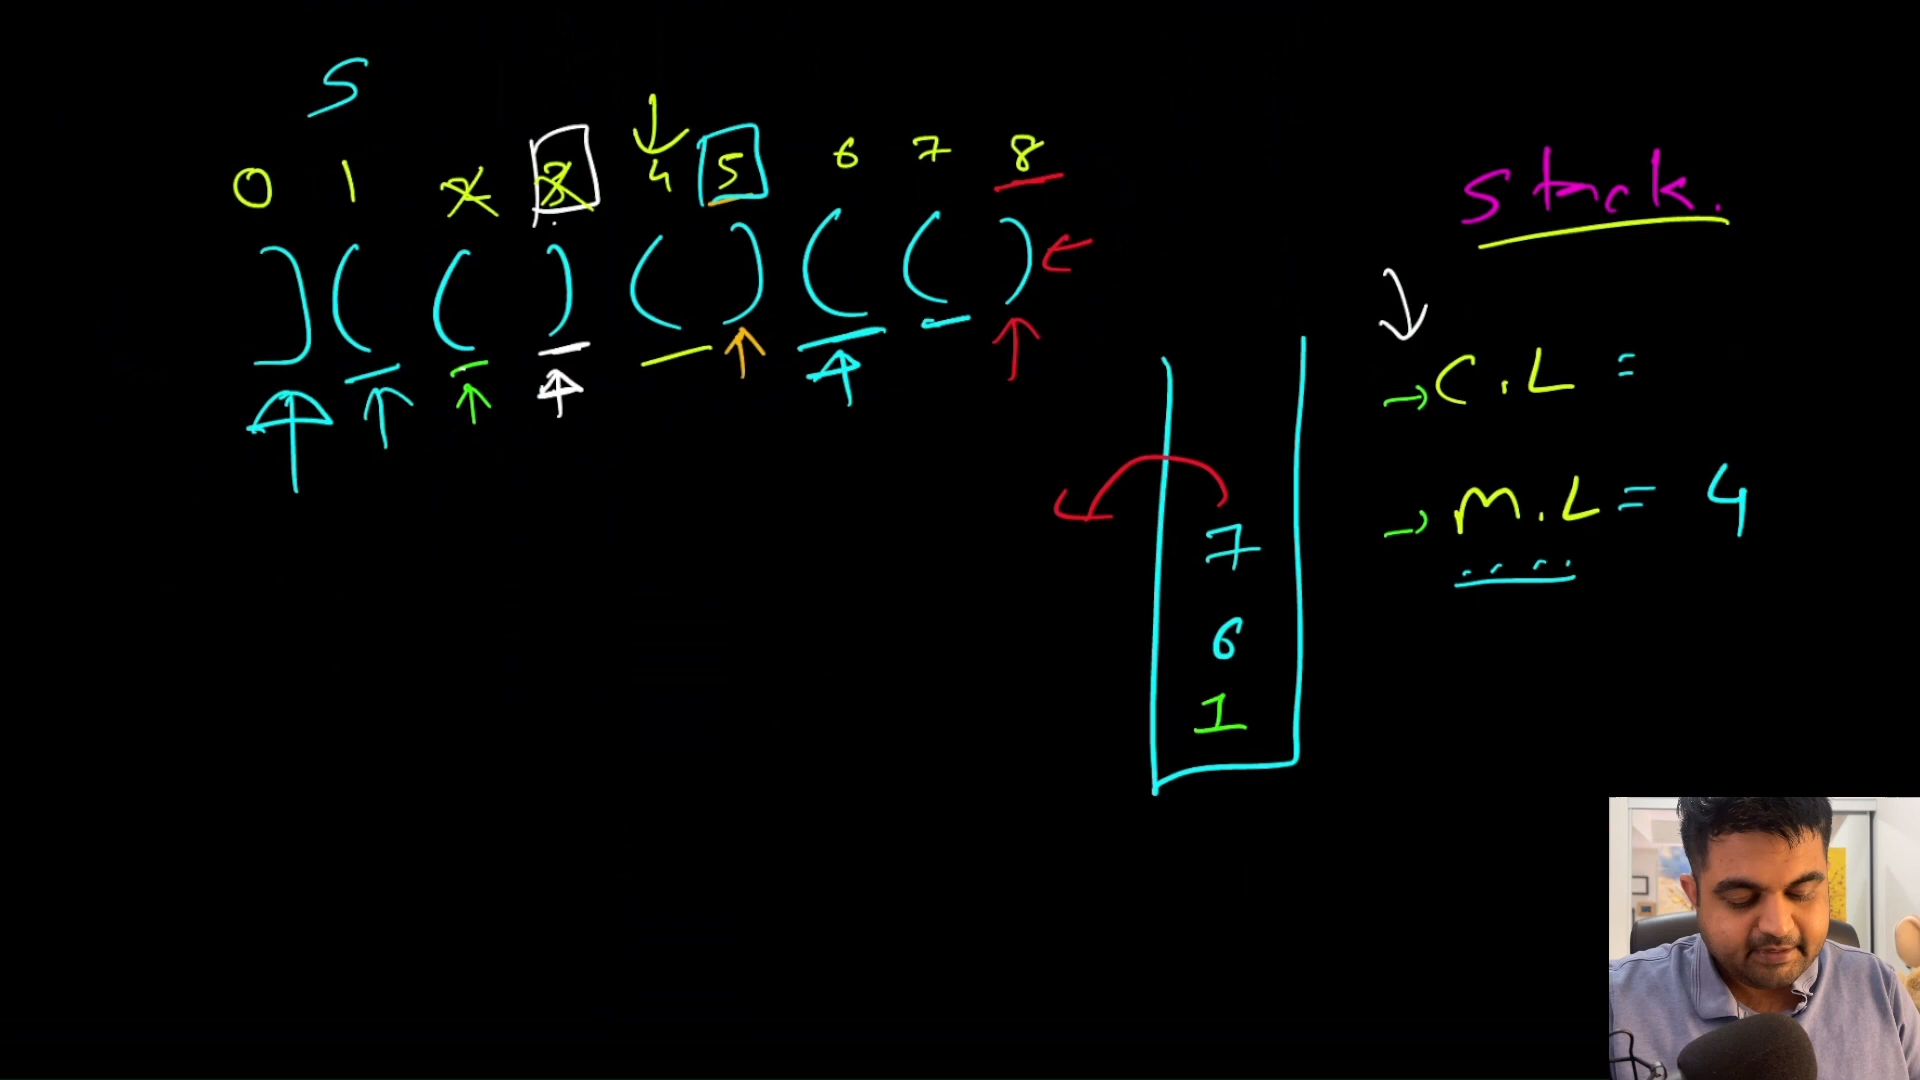 S
0 1 2 3 4 5 6 7 8
) ( ( ) ( ) ( ( )
stack.
C.L =
M.L = 4
7
6
1